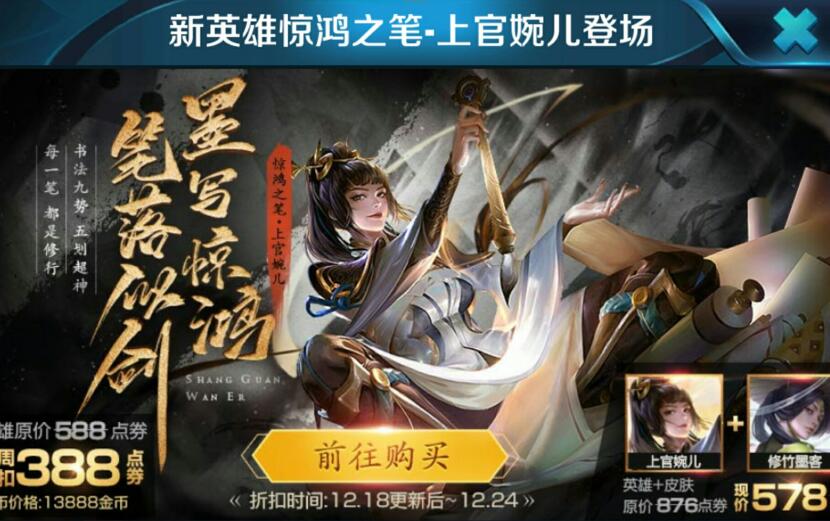 新英雄惊鸿之笔-上官婉儿登场
墨写惊鸿
笔落似剑
书法九势 五划超神
每一笔 都是修行
惊鸿之笔·上官婉儿
SHANG GUAN
WAN ER
雄原价588点券
周扣388点券
币价格:13888金币
前往购买
«折扣时间:12.18更新后~12.24»
上官婉儿
+
修竹墨客
英雄+皮肤
原价876点券
现价578